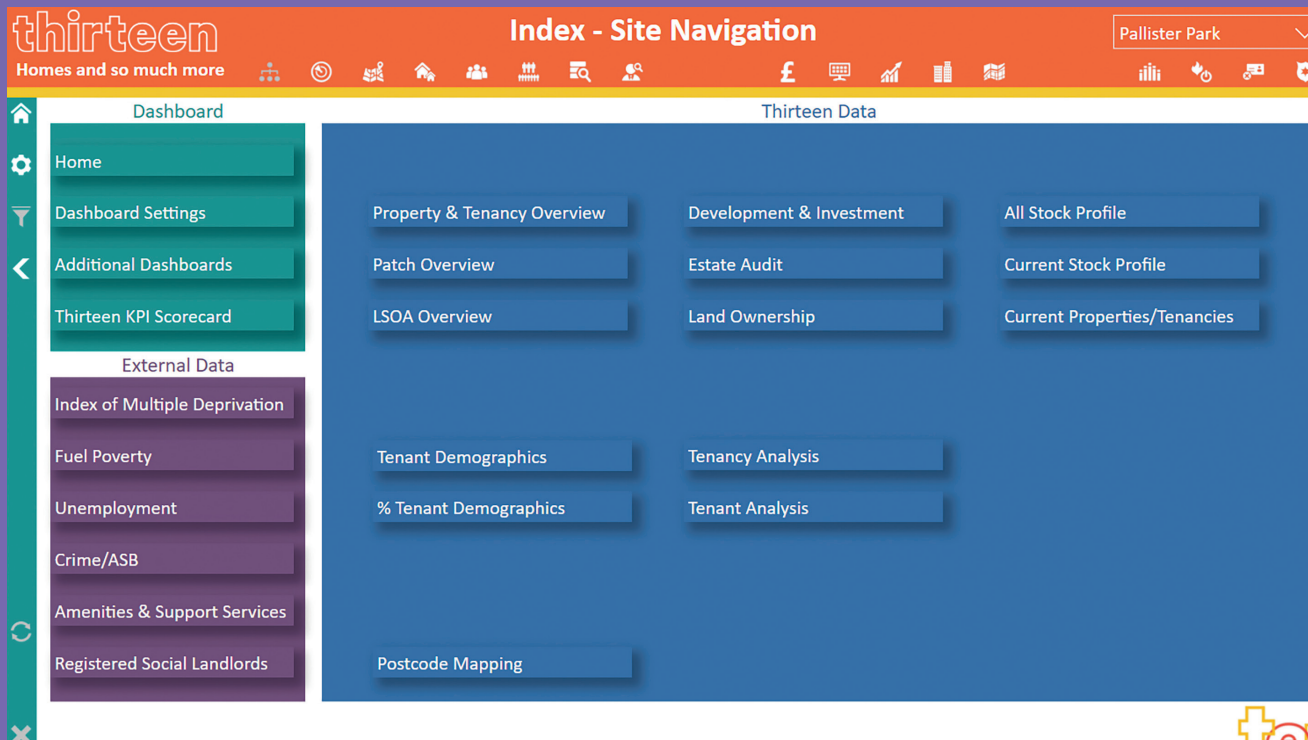 thirteen
Homes and so much more
Index - Site Navigation
Pallister Park
Dashboard
Home
Dashboard Settings
Additional Dashboards
Thirteen KPI Scorecard
External Data
Index of Multiple Deprivation
Fuel Poverty
Unemployment
Crime/ASB
Amenities & Support Services
Registered Social Landlords
Thirteen Data
Property & Tenancy Overview
Development & Investment
All Stock Profile
Patch Overview
Estate Audit
Current Stock Profile
LSOA Overview
Land Ownership
Current Properties/Tenancies
Tenant Demographics
Tenancy Analysis
% Tenant Demographics
Tenant Analysis
Postcode Mapping